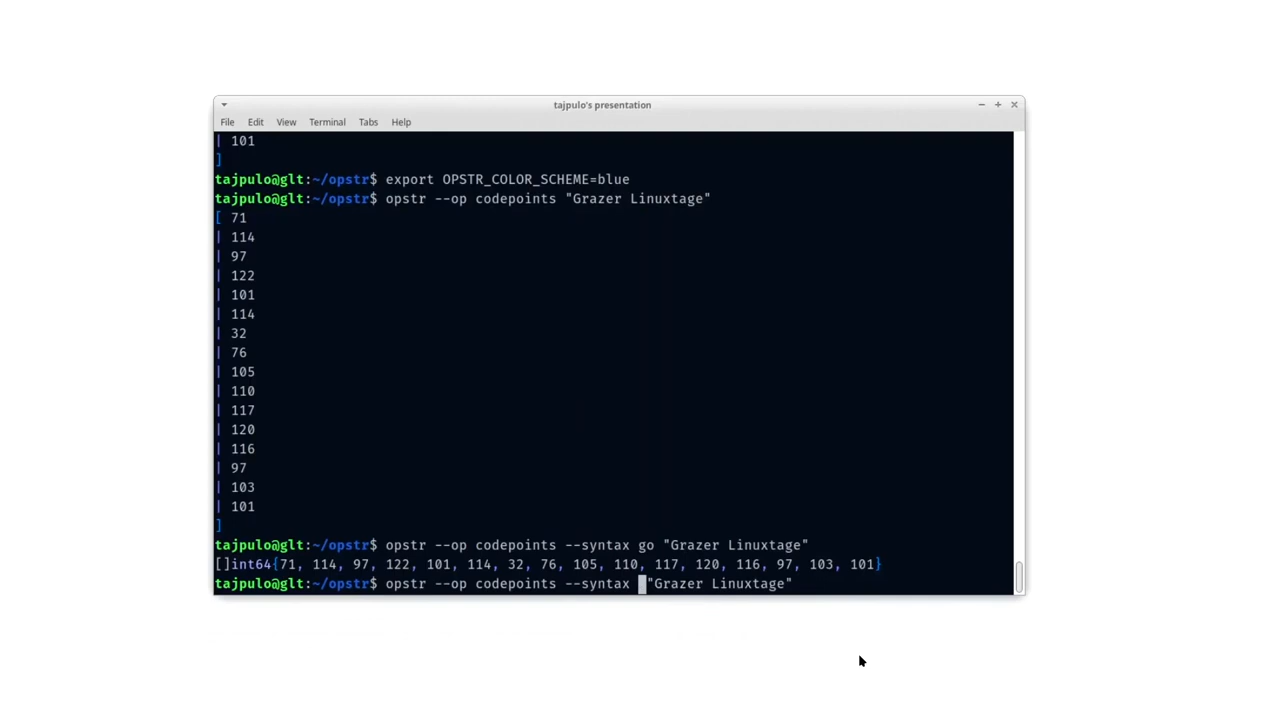 tajpulo's presentation
File Edit View Terminal Tabs Help
| 101
]
tajpulo@glt:~/opstr$ export OPSTR_COLOR_SCHEME=blue
tajpulo@glt:~/opstr$ opstr --op codepoints "Grazer Linuxtage"
[ 71
| 114
| 97
| 122
| 101
| 114
| 32
| 76
| 105
| 110
| 117
| 120
| 116
| 97
| 103
| 101
]
tajpulo@glt:~/opstr$ opstr --op codepoints --syntax go "Grazer Linuxtage"
[]int64{71, 114, 97, 122, 101, 114, 32, 76, 105, 110, 117, 120, 116, 97, 103, 101}
tajpulo@glt:~/opstr$ opstr --op codepoints --syntax "Grazer Linuxtage"